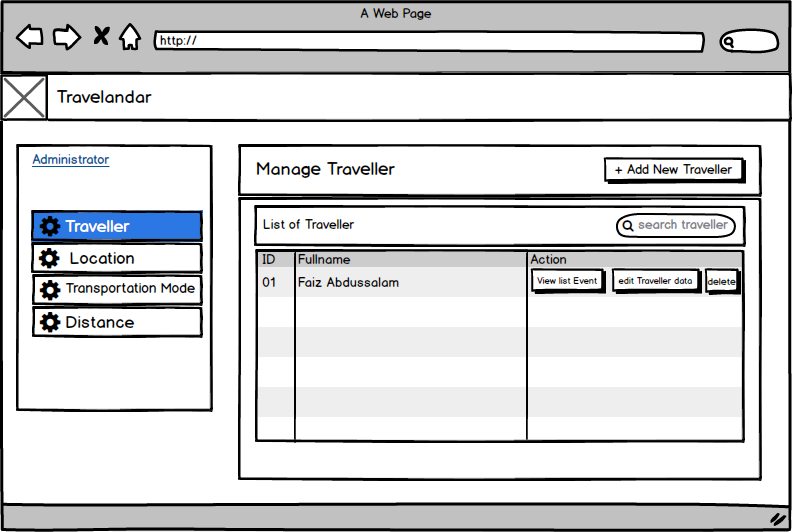 A Web Page
http://
Travelandar
Administrator
Traveller
Location
Transportation Mode
Distance
Manage Traveller
+ Add New Traveller
List of Traveller
search traveller
ID Fullname Action
01 Faiz Abdussalam View list Event edit Traveller data delete